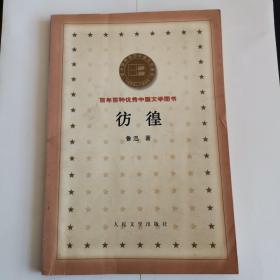 百年百种优秀中国文学图书
彷徨
鲁迅 著
人民文学出版社